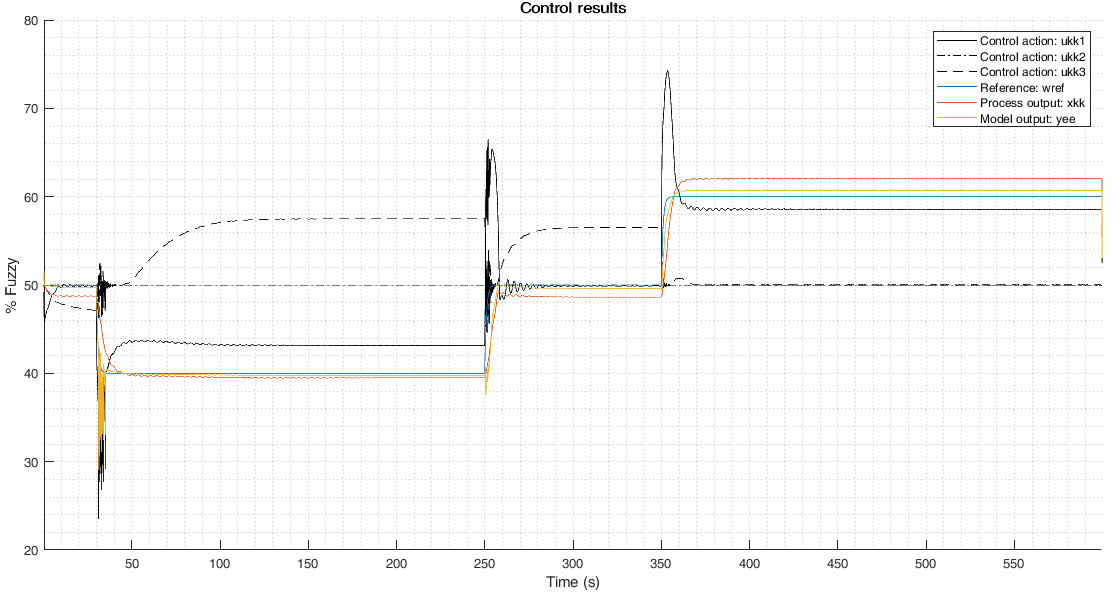 Control results
80
70
60
50
40
30
20
% Fuzzy
50
100
150
200
250
300
350
400
450
500
550
Time (s)
Control action: ukk1
Control action: ukk2
Control action: ukk3
Reference: wref
Process output: xkk
Model output: yee